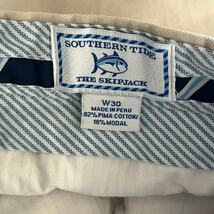 SOUTHERN TIDE
THE SKIPJACK
W30
MADE IN PERU
82% PIMA COTTON/
18% MODAL